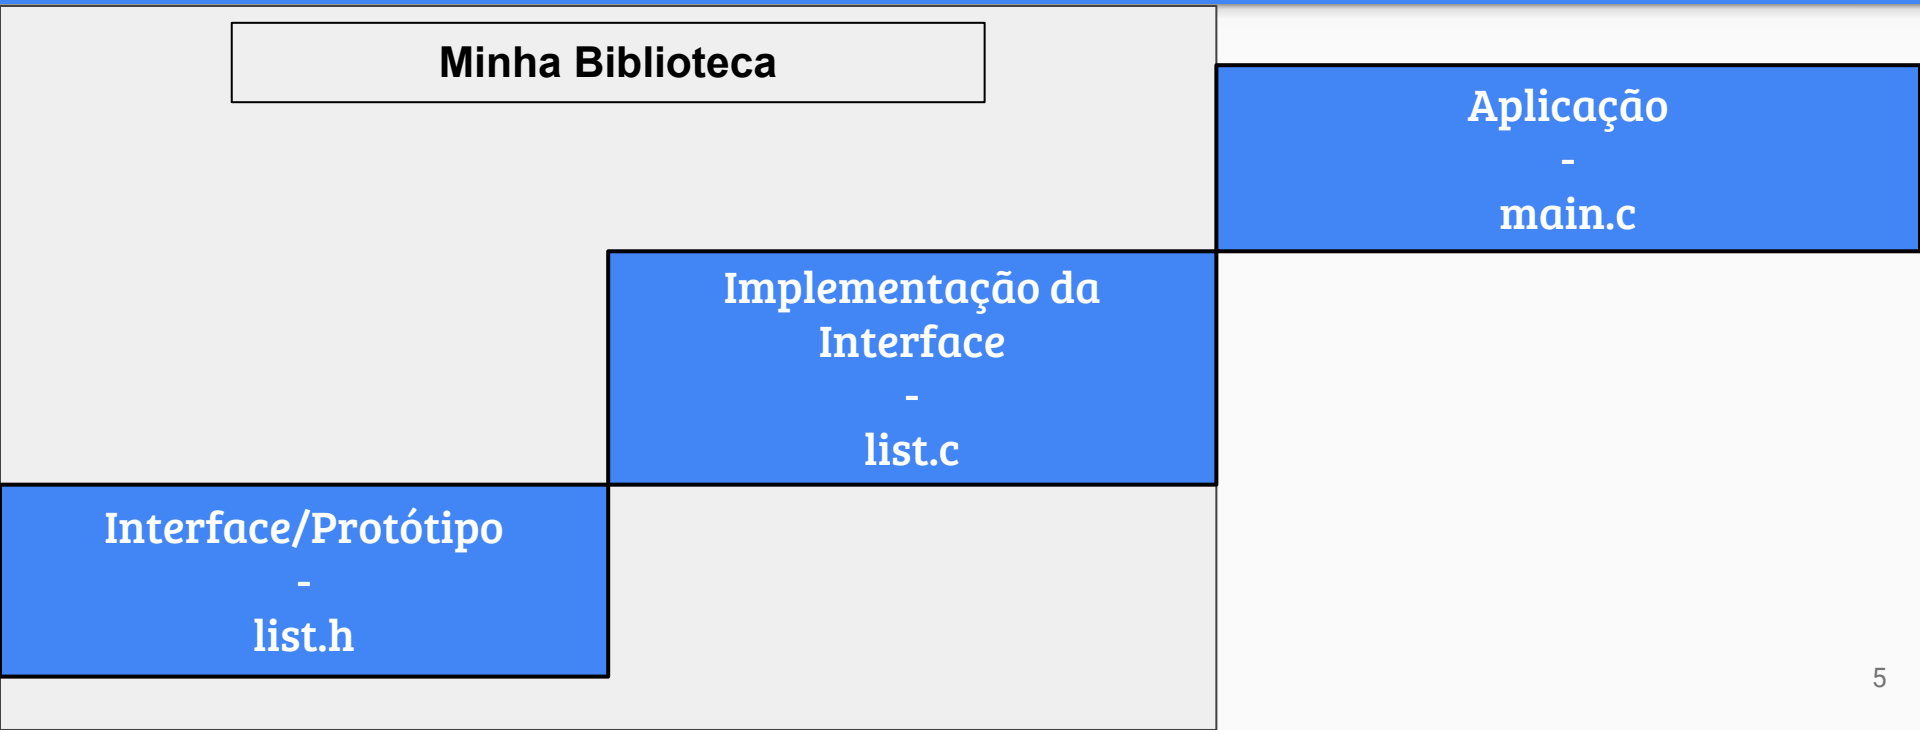 Minha Biblioteca
Aplicação
-
main.c
Implementação da
Interface
-
list.c
Interface/Protótipo
-
list.h
5